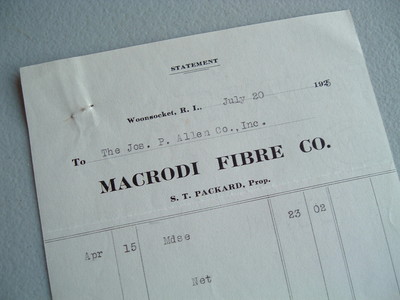 STATEMENT
Woonsocket, R. I., July 20 1925
To The Jos. P. Allen Co., Inc.
MACRODI FIBRE CO.
S. T. PACKARD, Prop.
Apr 15 Mdse 23 02
Net